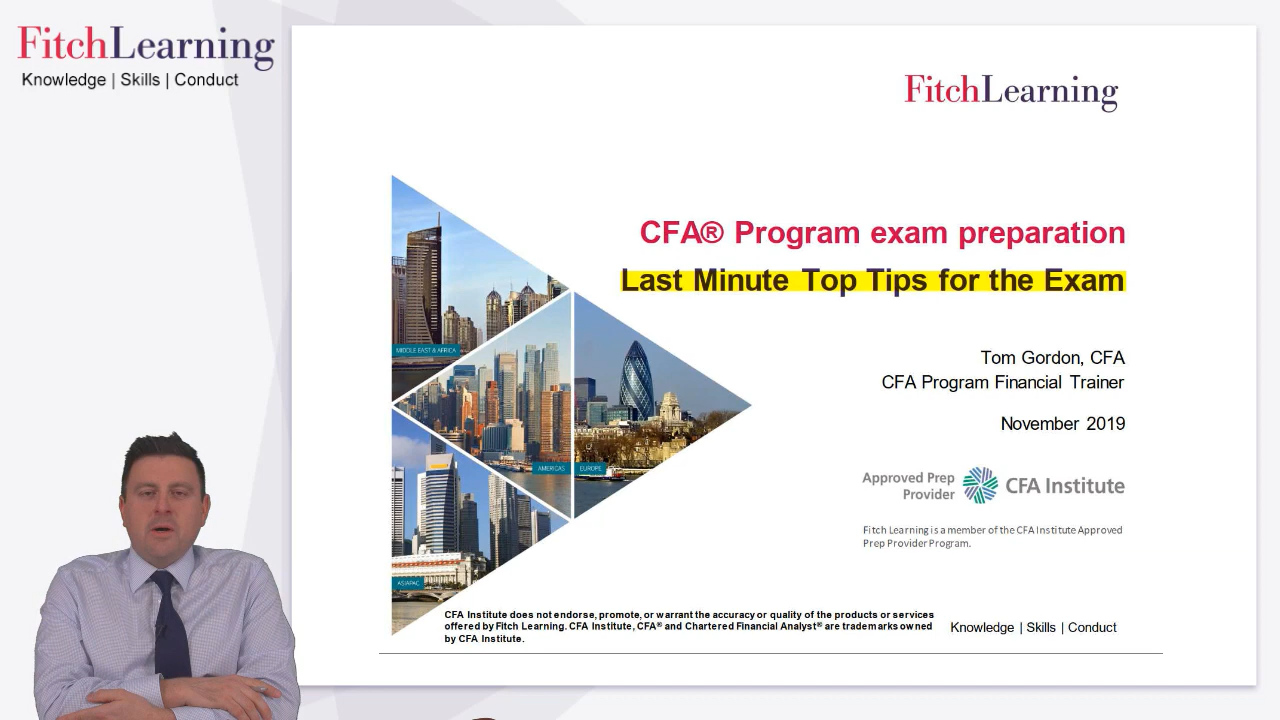 FitchLearning
Knowledge | Skills | Conduct
FitchLearning
CFA® Program exam preparation
Last Minute Top Tips for the Exam
Tom Gordon, CFA
CFA Program Financial Trainer
November 2019
MIDDLE EAST & AFRICA
AMERICAS
EUROPE
ASIAPAC
Approved Prep
Provider
CFA Institute
Fitch Learning is a member of the CFA Institute Approved
Prep Provider Program.
CFA Institute does not endorse, promote, or warrant the accuracy or quality of the products or services
offered by Fitch Learning. CFA Institute, CFA® and Chartered Financial Analyst® are trademarks owned
by CFA Institute.
Knowledge | Skills | Conduct